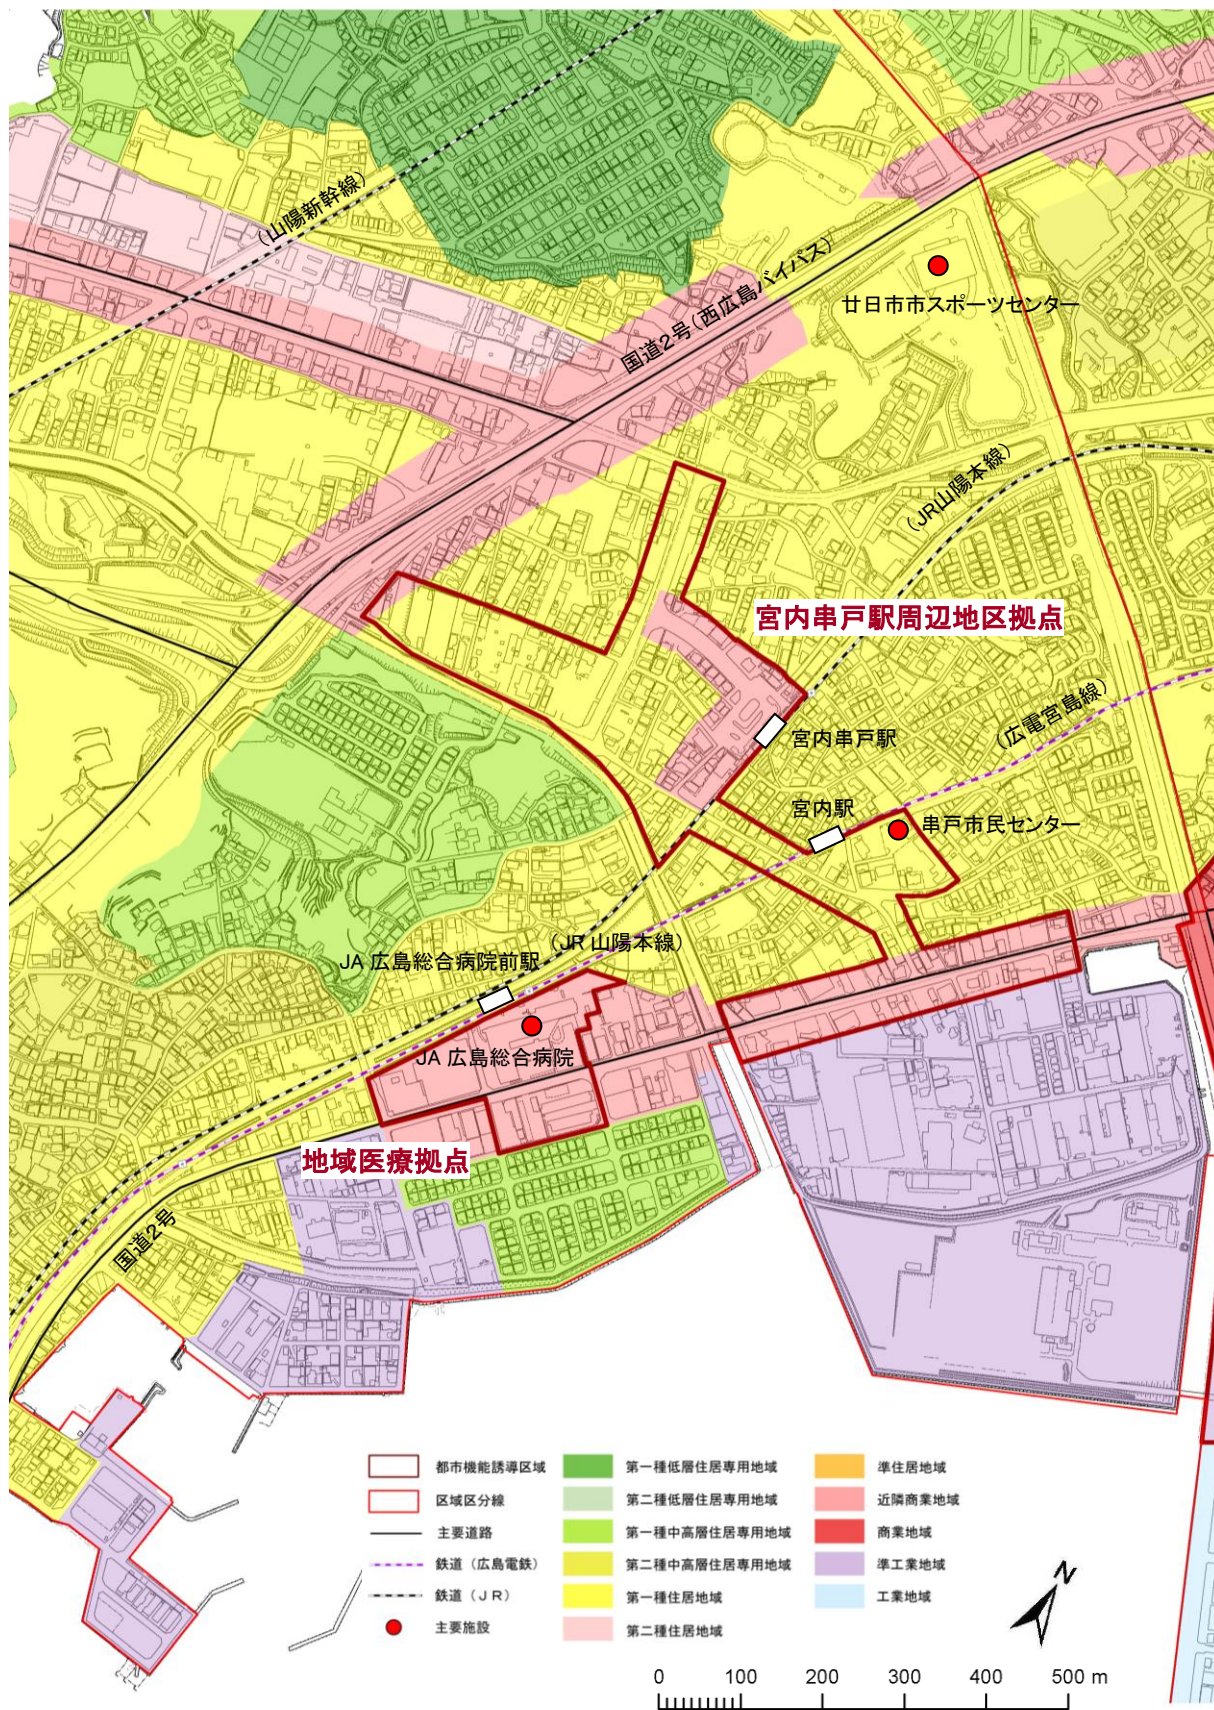 (山陽新幹線)
国道2号(西広島バイパス)
廿日市市スポーツセンター
(JR山陽本線)
宮内串戸駅周辺地区拠点
(広電宮島線)
宮内串戸駅
宮内駅
串戸市民センター
(JR 山陽本線)
JA 広島総合病院前駅
JA 広島総合病院
地域医療拠点
国道2号
都市機能誘導区域
区域区分線
主要道路
鉄道（広島電鉄）
鉄道（ＪＲ）
主要施設
第一種低層住居専用地域
第二種低層住居専用地域
第一種中高層住居専用地域
第二種中高層住居専用地域
第一種住居地域
第二種住居地域
準住居地域
近隣商業地域
商業地域
準工業地域
工業地域
N
0 100 200 300 400 500 m